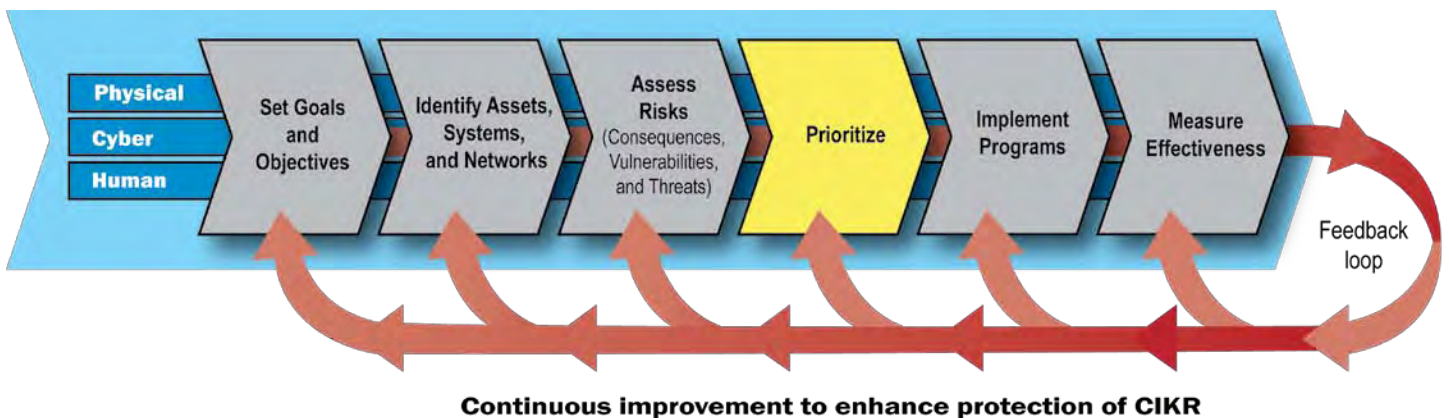 Physical
Cyber
Human
Set Goals
and
Objectives
Identify Assets,
Systems,
and Networks
Assess
Risks
(Consequences,
Vulnerabilities,
and Threats)
Prioritize
Implement
Programs
Measure
Effectiveness
Feedback
loop
Continuous improvement to enhance protection of CIKR